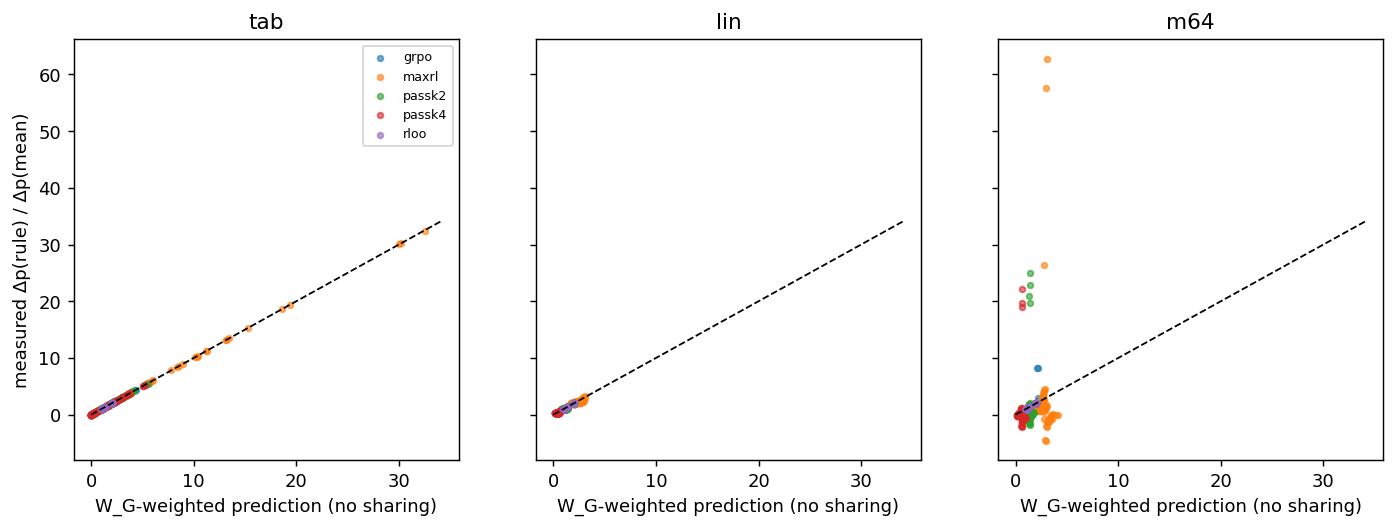 tab
lin
m64
measured Δp(rule) / Δp(mean)
60
50
40
30
20
10
0
grpo
maxrl
passk2
passk4
rloo
0 10 20 30
0 10 20 30
0 10 20 30
W_G-weighted prediction (no sharing)
W_G-weighted prediction (no sharing)
W_G-weighted prediction (no sharing)